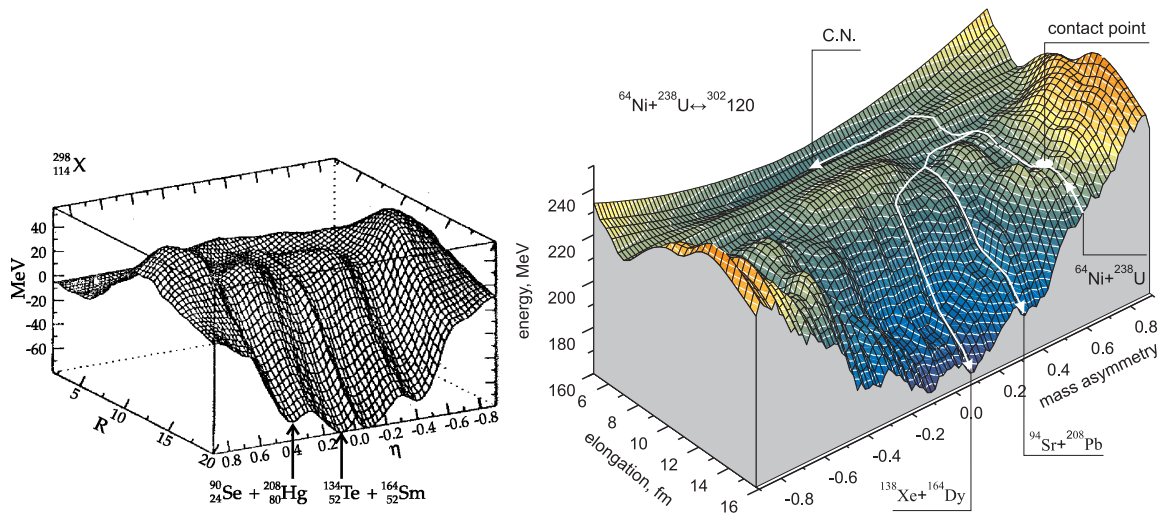 298
114X
MeV
40
20
0
-20
-40
-60
5
10
15
20
R
0.8
0.6
0.4
0.2
0.0
-0.2
-0.4
-0.6
-0.8
η
90
24Se + 208
80Hg
134
52Te + 164
52Sm
C.N.
contact point
64Ni+238U↔302120
energy, MeV
240
220
200
180
160
6
8
10
12
14
16
elongation, fm
-0.8
-0.6
-0.4
-0.2
0.0
0.2
0.4
0.6
0.8
mass asymmetry
64Ni+238U
94Sr+208Pb
138Xe+164Dy